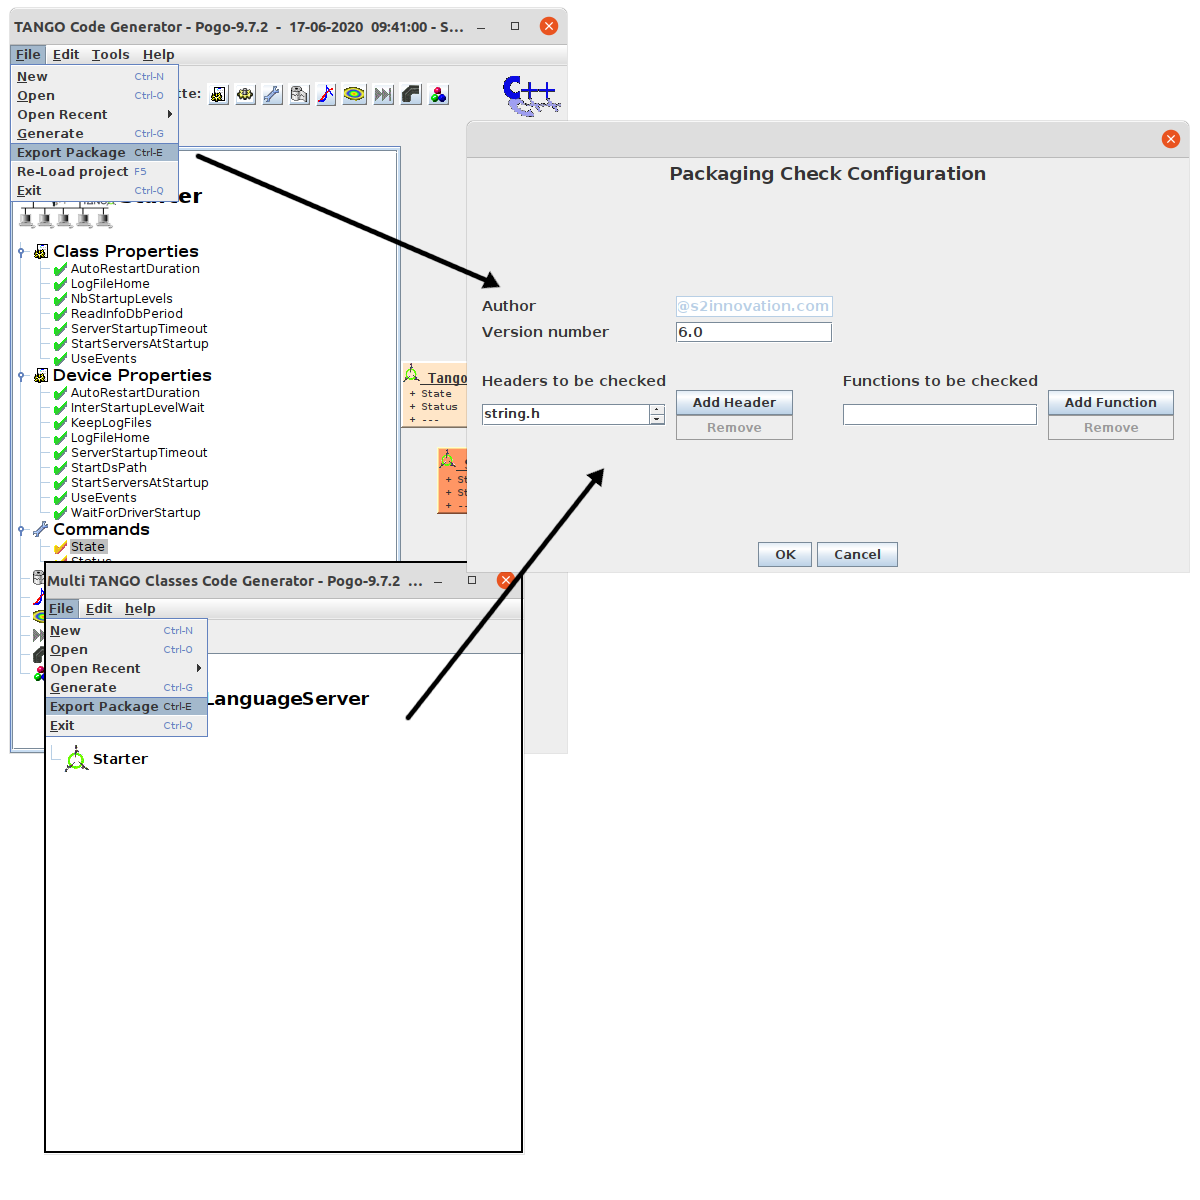 TANGO Code Generator - Pogo-9.7.2 - 17-06-2020 09:41:00 - S...
File Edit Tools Help
New Ctrl-N
Open Ctrl-O
Open Recent
Generate Ctrl-G
Export Package Ctrl-E
Re-Load project F5
Exit Ctrl-Q
C++
Class Properties
AutoRestartDuration
LogFileHome
NbStartupLevels
ReadInfoDbPeriod
ServerStartupTimeout
StartServersAtStartup
UseEvents
Device Properties
AutoRestartDuration
InterStartupLevelWait
KeepLogFiles
LogFileHome
ServerStartupTimeout
StartDsPath
StartServersAtStartup
UseEvents
WaitForDriverStartup
Commands
State
Status
Tango
+ State
+ Status
+ ---
+ St
+ St
+ --
Packaging Check Configuration
Author @s2innovation.com
Version number 6.0
Headers to be checked
string.h
Add Header
Remove
Functions to be checked
Add Function
Remove
OK Cancel
Multi TANGO Classes Code Generator - Pogo-9.7.2 ...
File Edit help
New Ctrl-N
Open Ctrl-O
Open Recent
Generate Ctrl-G
Export Package Ctrl-E
Exit Ctrl-Q
LanguageServer
Starter